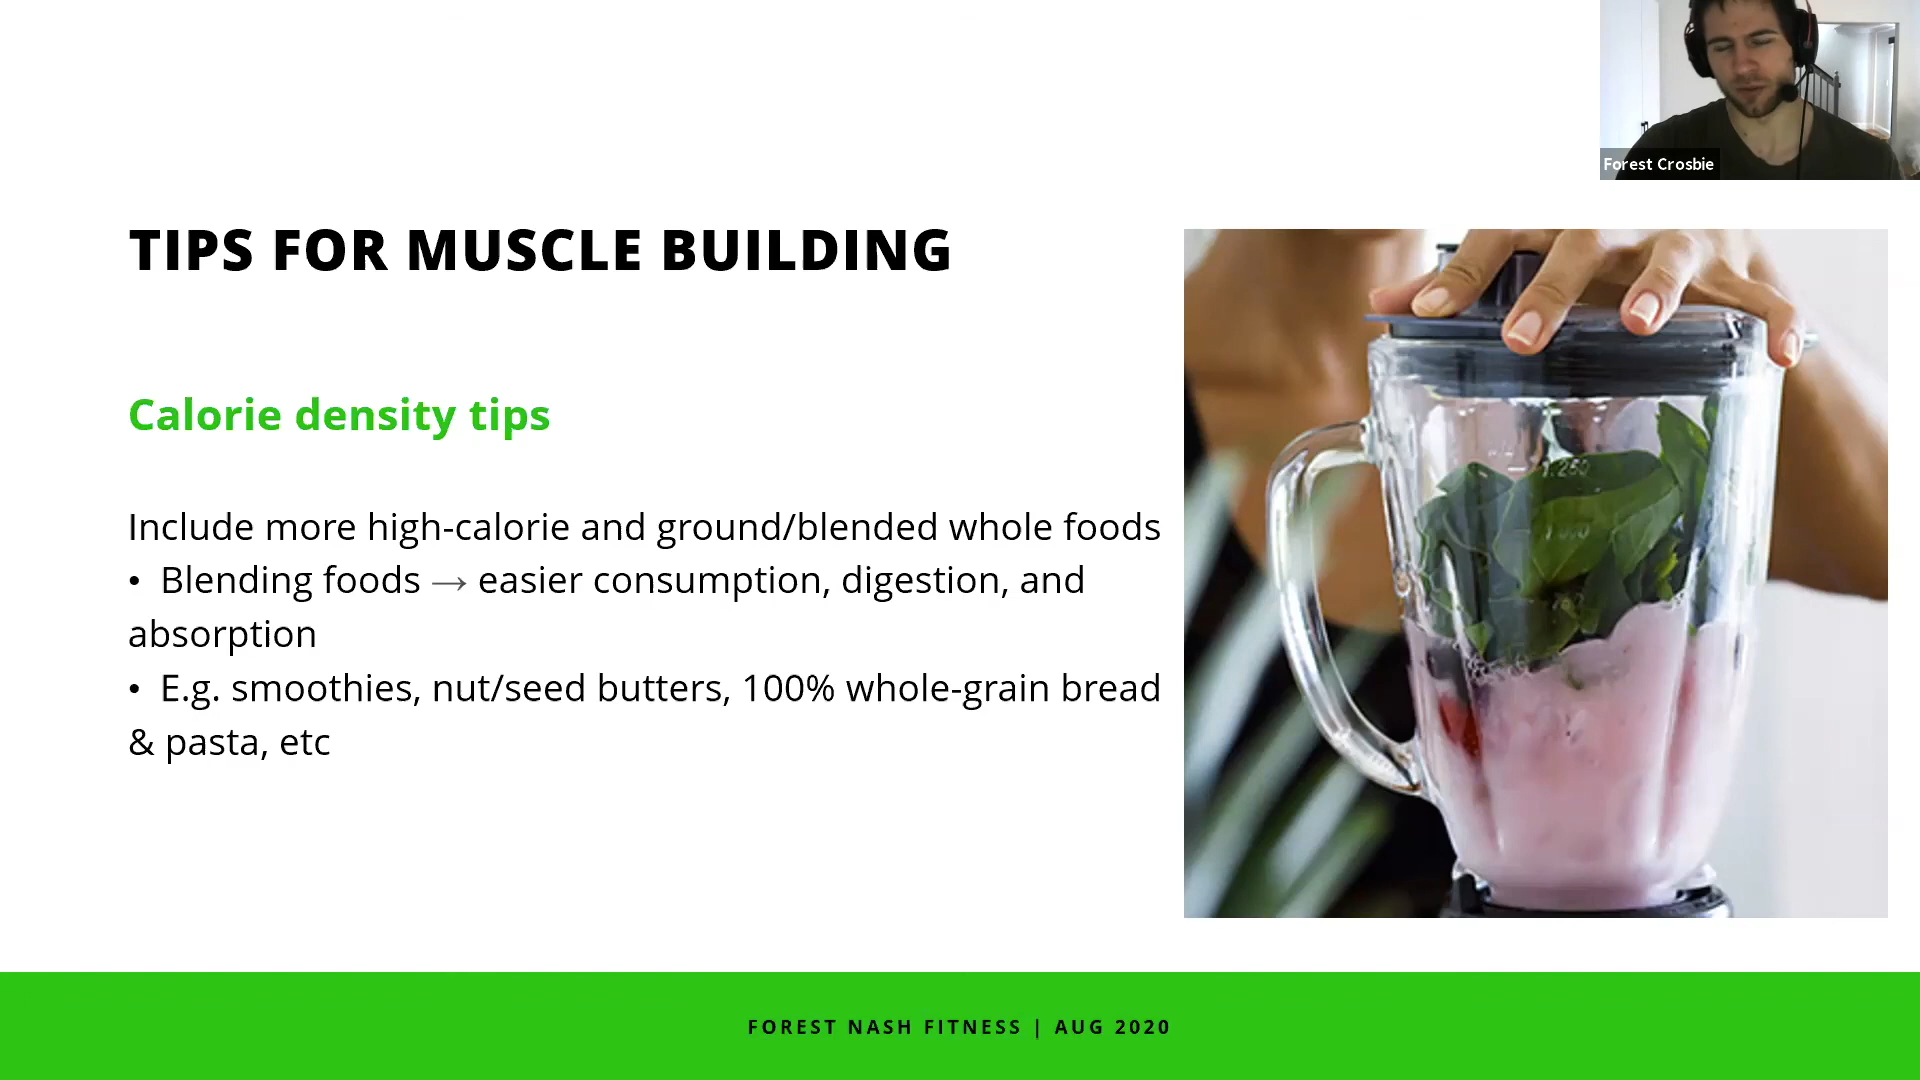 Forest Crosbie
TIPS FOR MUSCLE BUILDING
Calorie density tips
Include more high-calorie and ground/blended whole foods
• Blending foods → easier consumption, digestion, and
absorption
• E.g. smoothies, nut/seed butters, 100% whole-grain bread
& pasta, etc
1.250
FOREST NASH FITNESS | AUG 2020